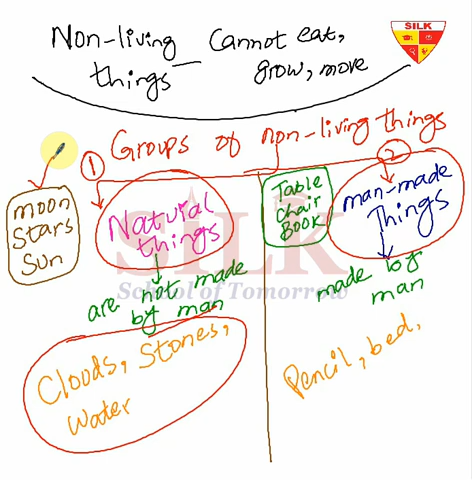 Non-living things – Cannot eat,
grow, move
SILK
Groups of non-living things
1
2
moon
Stars
Sun
Natural
things
Table
Chair
BOOK
man-made
Things
SILK
School of Tomorrow
are not made
by man
made by
man
Clouds, Stones,
Water
Pencil, bed,